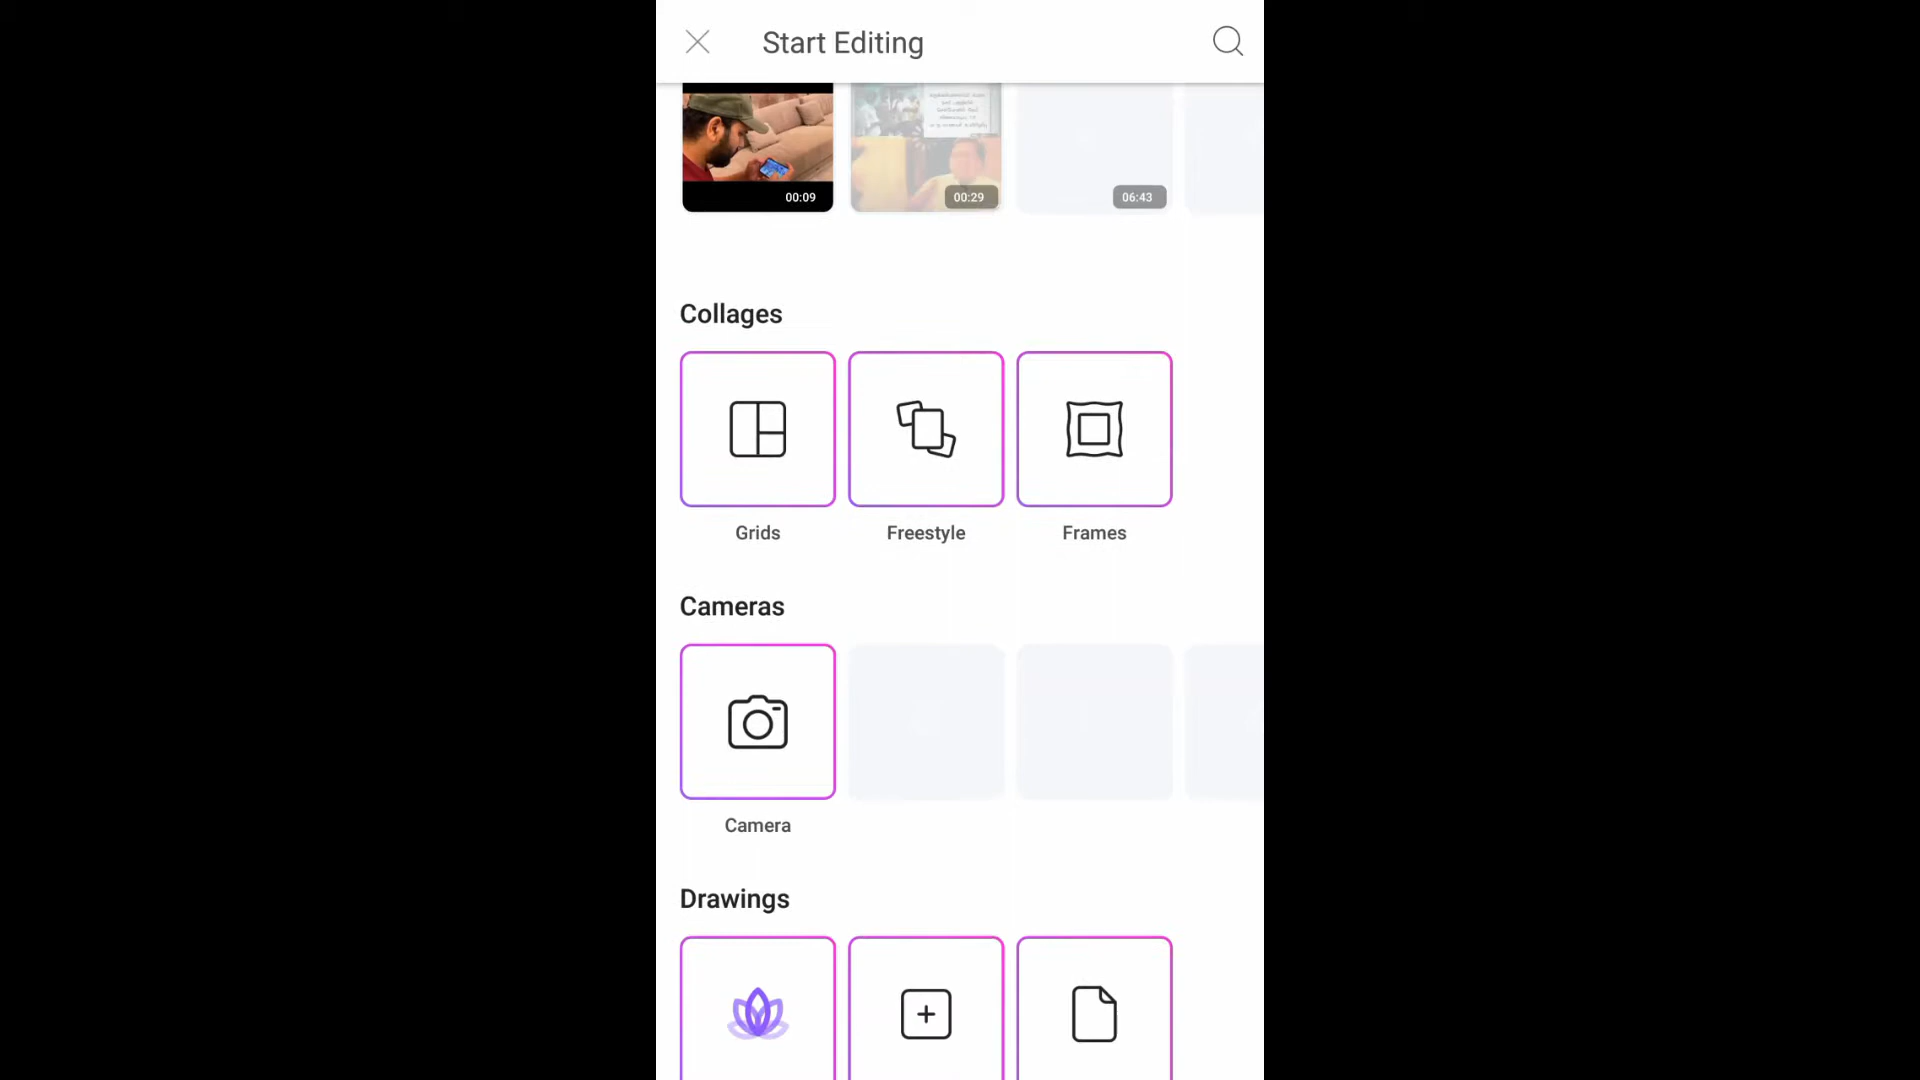 Start Editing
00:09
00:29
06:43
Collages
Grids
Freestyle
Frames
Cameras
Camera
Drawings